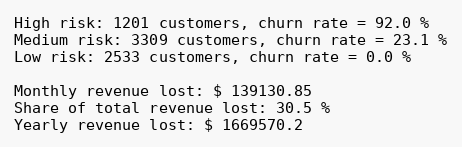 High risk: 1201 customers, churn rate = 92.0 %
Medium risk: 3309 customers, churn rate = 23.1 %
Low risk: 2533 customers, churn rate = 0.0 %
Monthly revenue lost: $ 139130.85
Share of total revenue lost: 30.5 %
Yearly revenue lost: $ 1669570.2